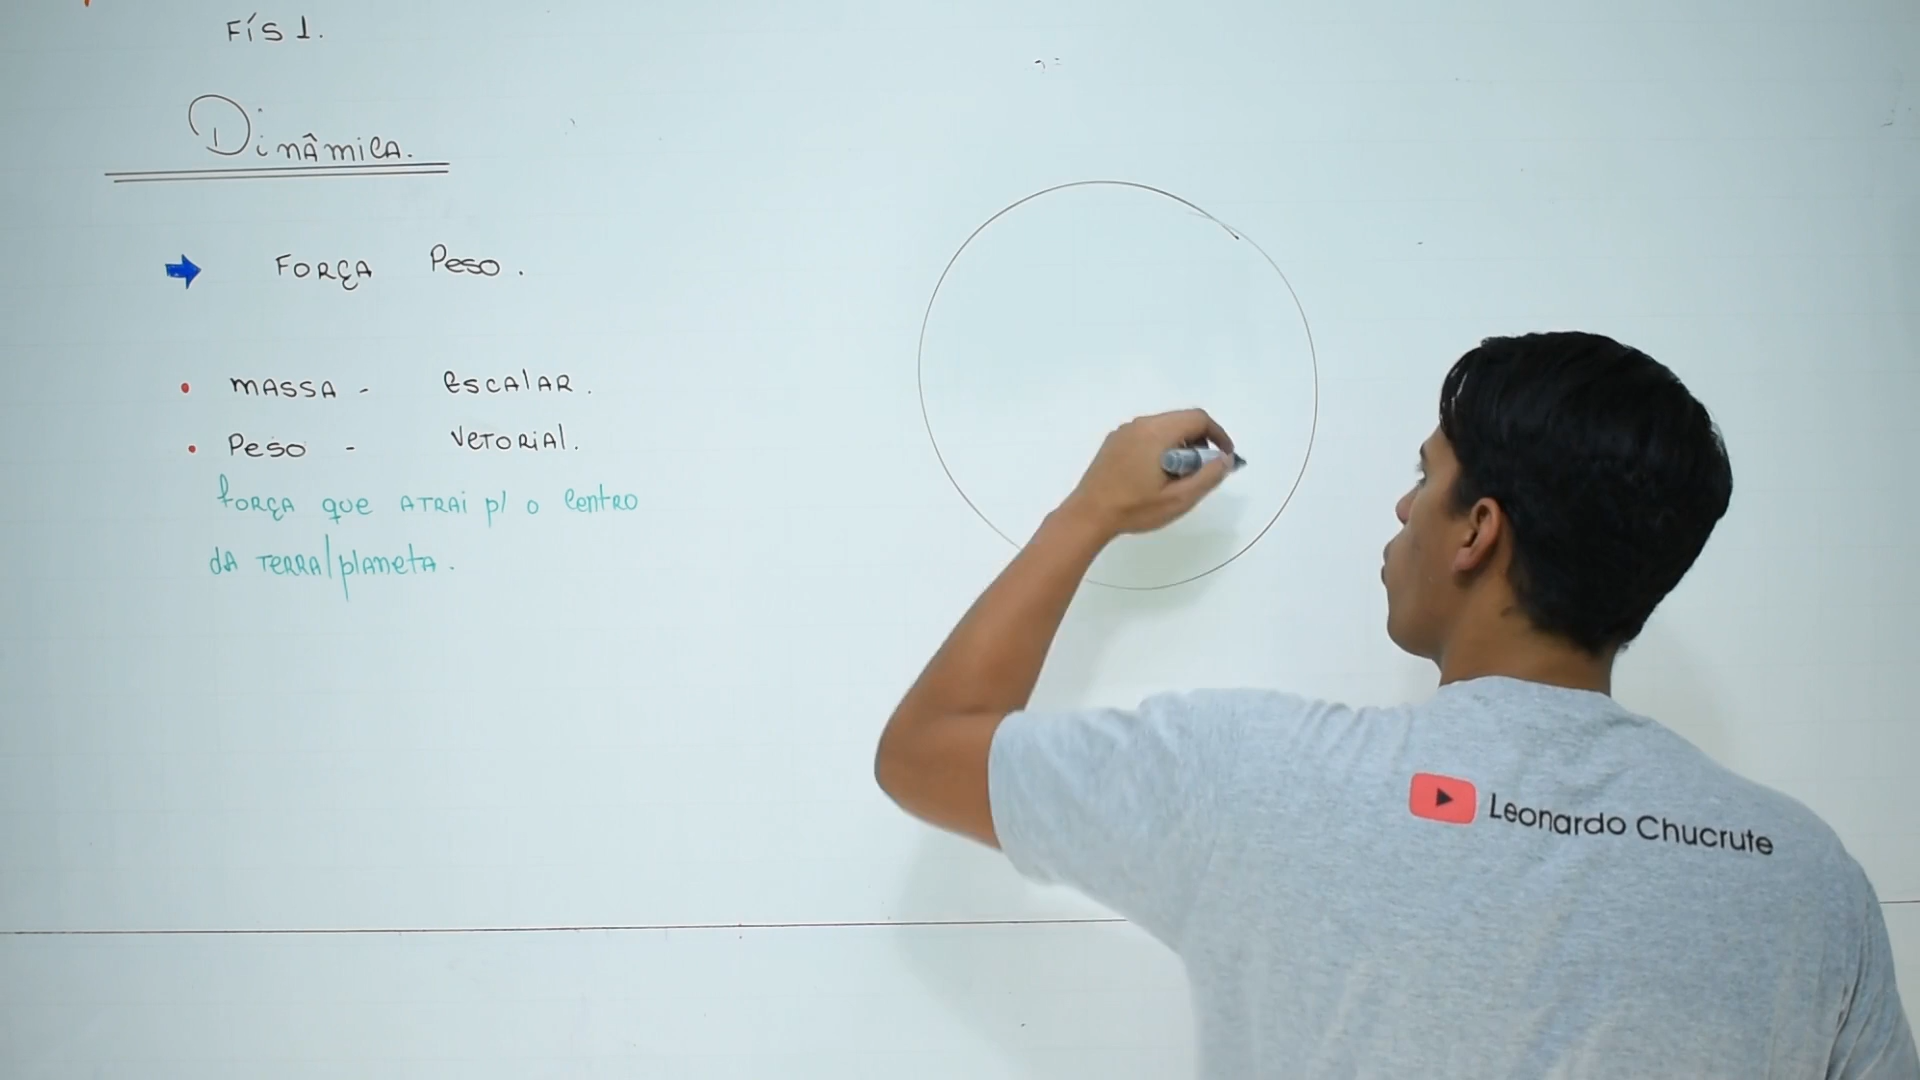 FÍS 1.
Dinâmica.
Força Peso.
massa - escalar.
Peso - Vetorial.
força que atrai p/ o centro
da Terra/planeta.
Leonardo Chucrute